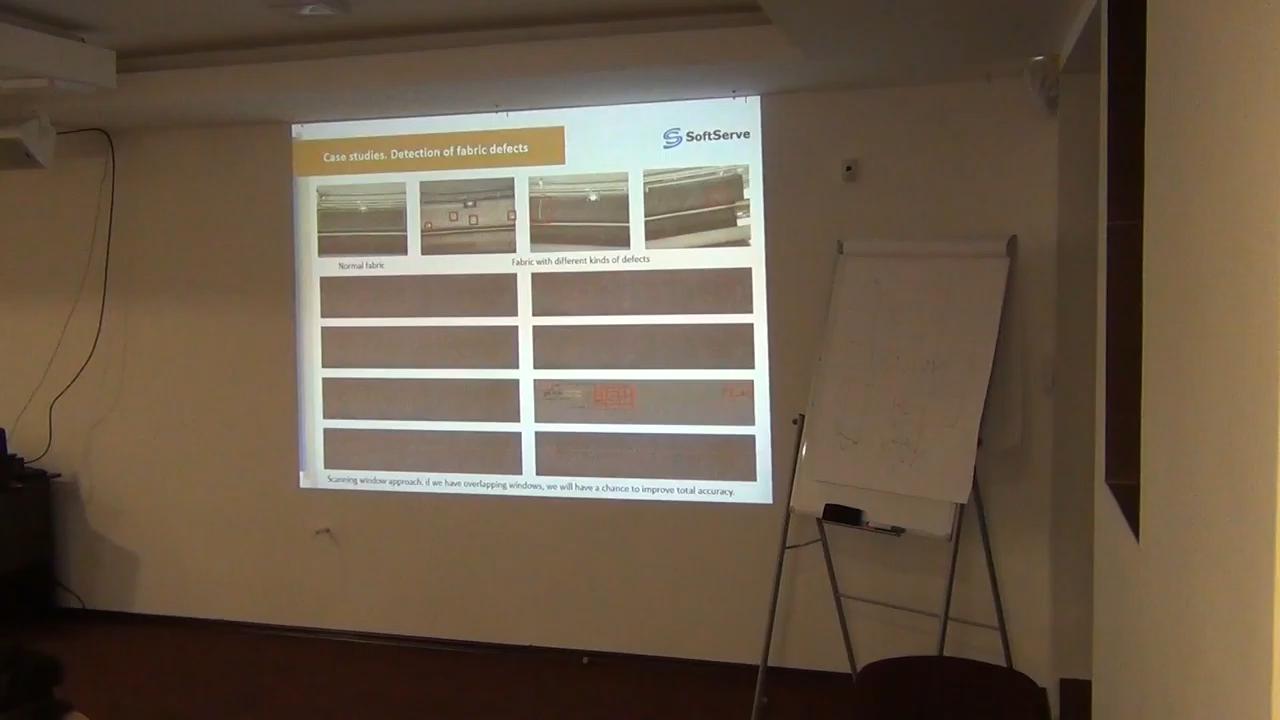 Case studies. Detection of fabric defects
SoftServe
Normal fabric
Fabric with different kinds of defects
Scanning window approach. if we have overlapping windows, we will have a chance to improve total accuracy.